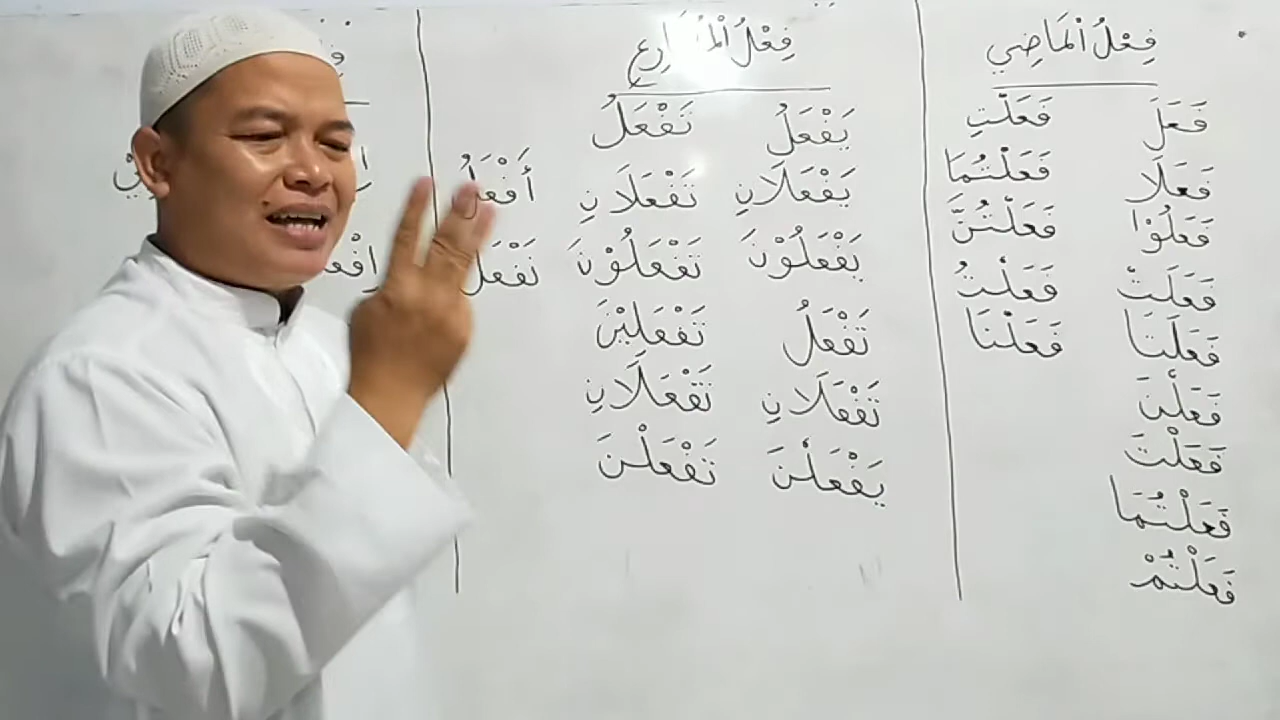 فِعْلُ الْمَاضِي
فَعَلَ
فَعَلَا
فَعَلُوْا
فَعَلَتْ
فَعَلَتَا
فَعَلْنَ
فَعَلْتَ
فَعَلْتُمَا
فَعَلْتُمْ
فَعَلْتِ
فَعَلْتُمَا
فَعَلْتُنَّ
فَعَلْتُ
فَعَلْنَا
فِعْلُ
يَفْعَلُ
يَفْعَلَانِ
يَفْعَلُوْنَ
تَفْعَلُ
تَفْعَلَانِ
يَفْعَلْنَ
تَفْعَلُ
تَفْعَلَانِ
تَفْعَلُوْنَ
تَفْعَلِيْنَ
تَفْعَلَانِ
تَفْعَلْنَ
أَفْعَلُ
نَفْعَلُ